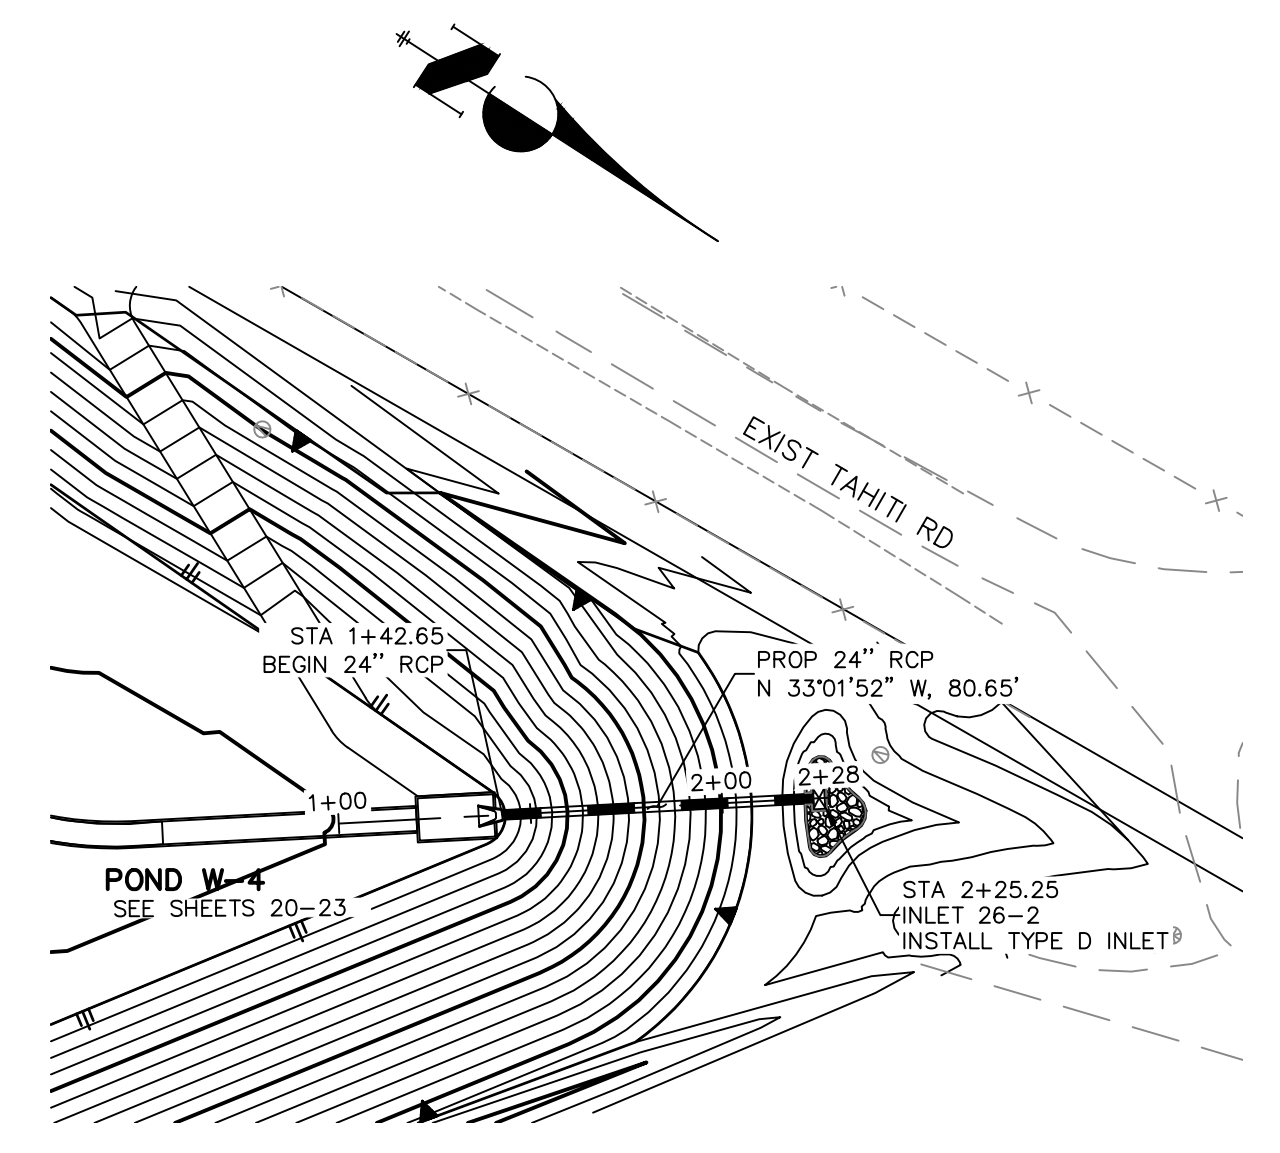 EXIST TAHITI RD
STA 1+42.65
BEGIN 24” RCP
PROP 24” RCP
N 33°01’52” W, 80.65’
1+00
2+00
2+28
POND W-4
SEE SHEETS 20-23
STA 2+25.25
INLET 26-2
INSTALL TYPE D INLET